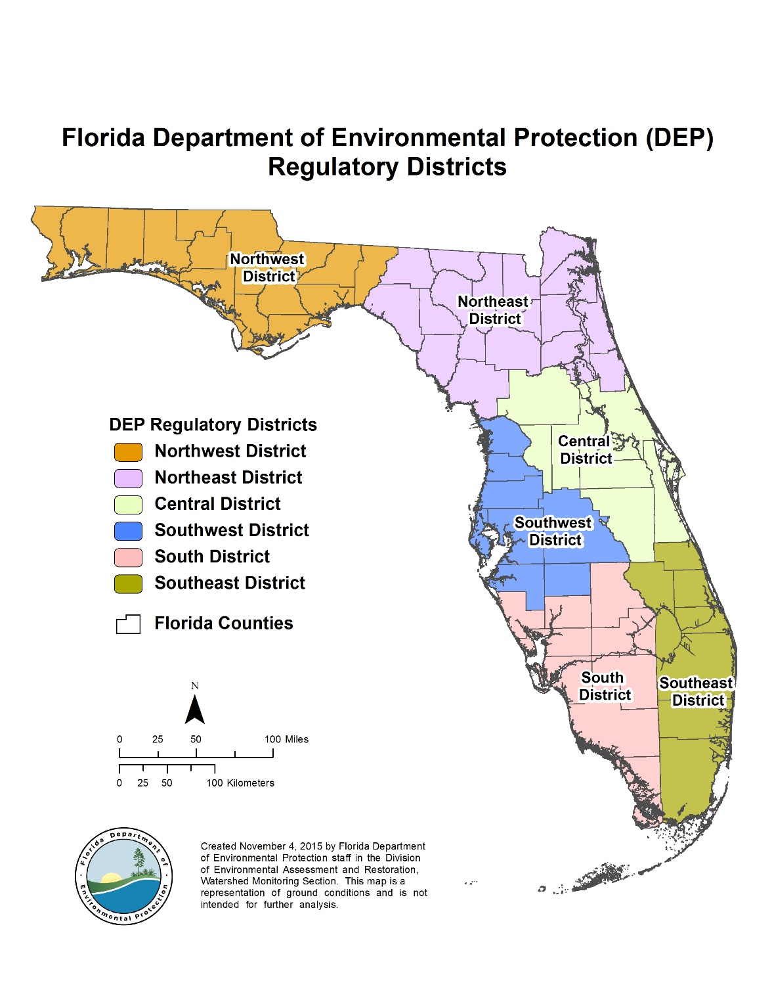 Florida Department of Environmental Protection (DEP)
Regulatory Districts
Northwest
District
Northeast
District
Central
District
Southwest
District
South
District
Southeast
District
DEP Regulatory Districts
Northwest District
Northeast District
Central District
Southwest District
South District
Southeast District
Florida Counties
N
0 25 50 100 Miles
0 25 50 100 Kilometers
Florida Department of
Environmental Protection
Created November 4, 2015 by Florida Department
of Environmental Protection staff in the Division
of Environmental Assessment and Restoration,
Watershed Monitoring Section. This map is a
representation of ground conditions and is not
intended for further analysis.